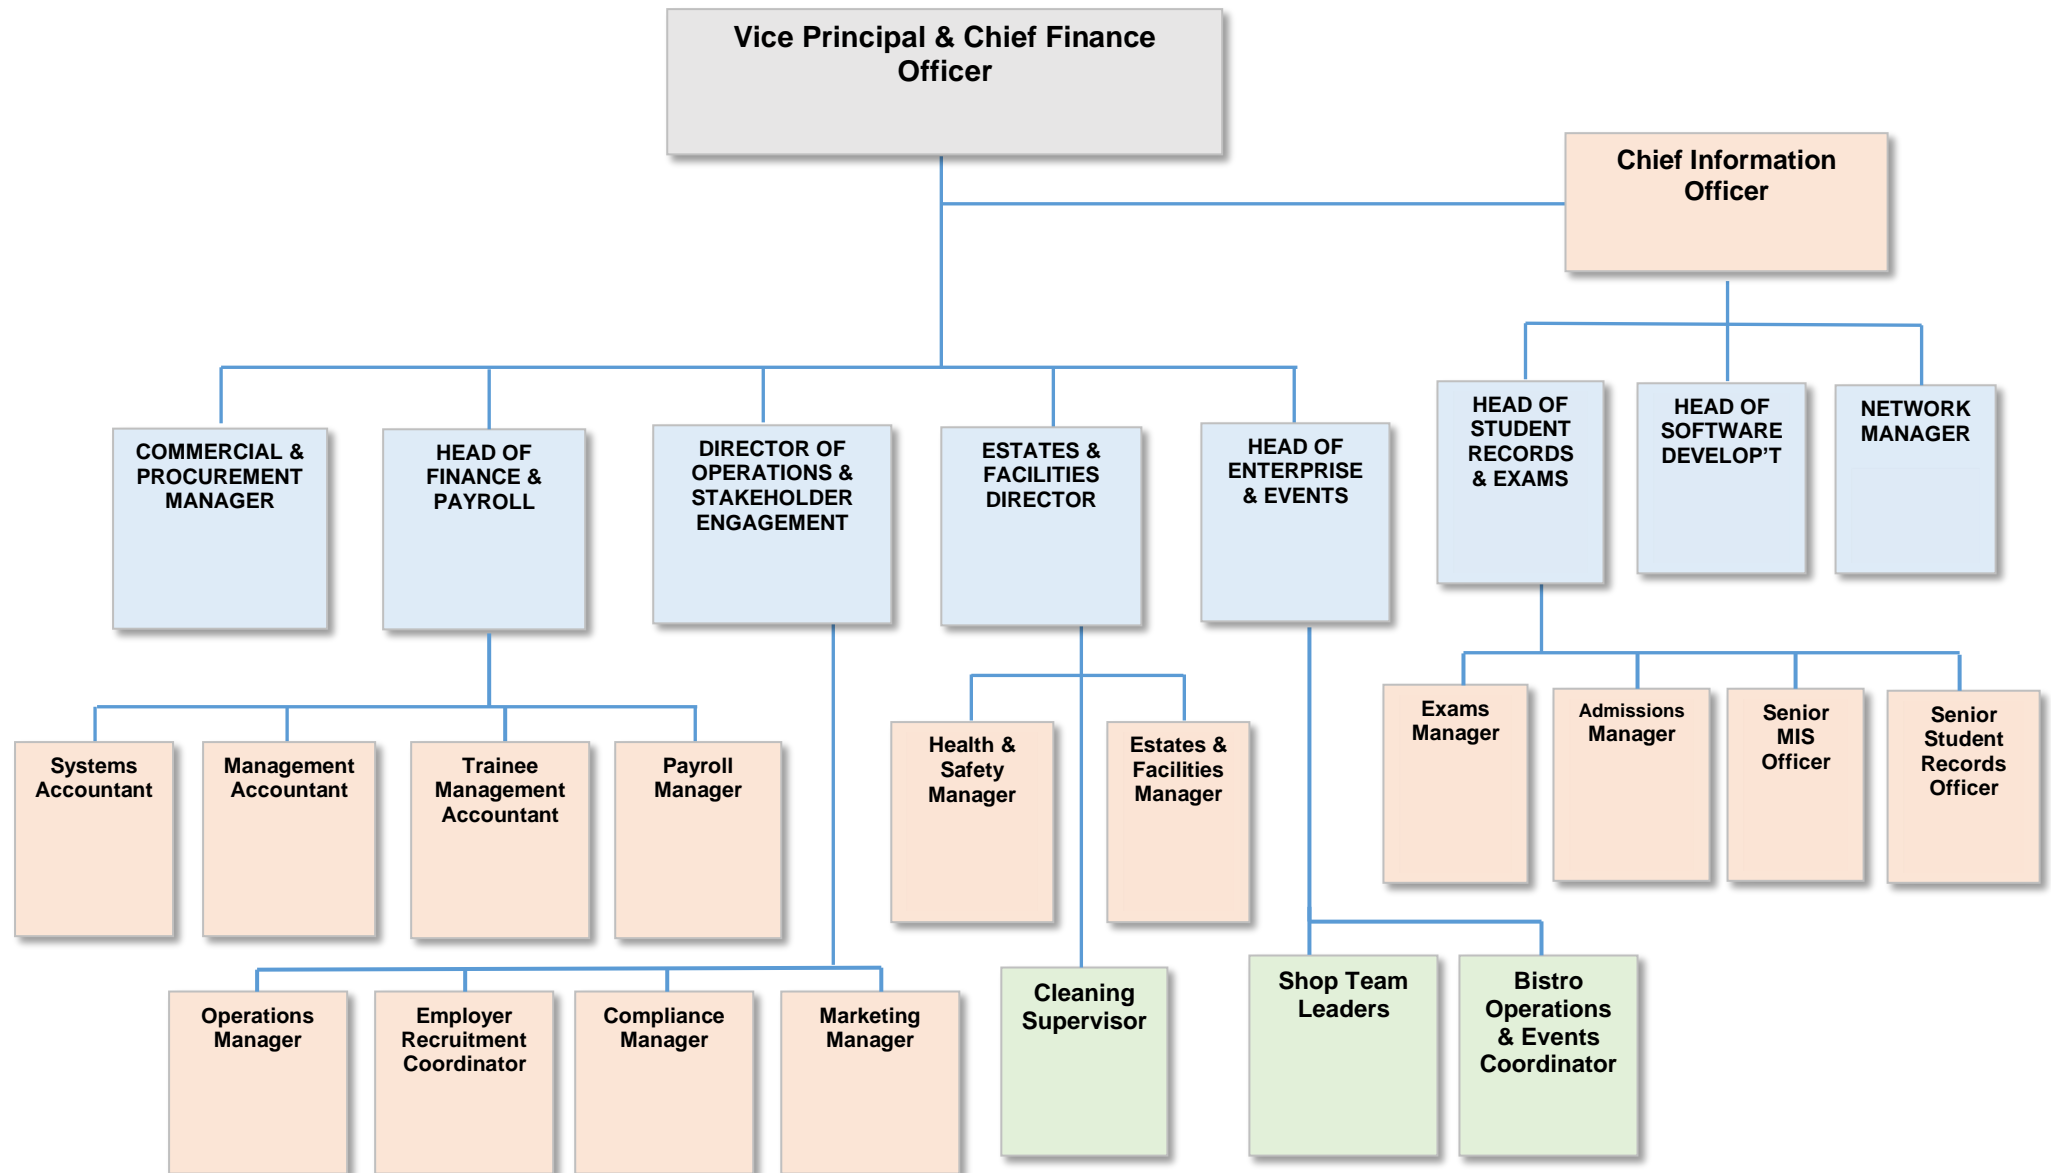 Vice Principal & Chief Finance
Officer
Chief Information
Officer
COMMERCIAL &
PROCUREMENT
MANAGER
HEAD OF
FINANCE &
PAYROLL
DIRECTOR OF
OPERATIONS &
STAKEHOLDER
ENGAGEMENT
ESTATES &
FACILITIES
DIRECTOR
HEAD OF
ENTERPRISE
& EVENTS
HEAD OF
STUDENT
RECORDS
& EXAMS
HEAD OF
SOFTWARE
DEVELOP’T
NETWORK
MANAGER
Systems
Accountant
Management
Accountant
Trainee
Management
Accountant
Payroll
Manager
Health &
Safety
Manager
Estates &
Facilities
Manager
Exams
Manager
Admissions
Manager
Senior
MIS
Officer
Senior
Student
Records
Officer
Operations
Manager
Employer
Recruitment
Coordinator
Compliance
Manager
Marketing
Manager
Cleaning
Supervisor
Shop Team
Leaders
Bistro
Operations
& Events
Coordinator